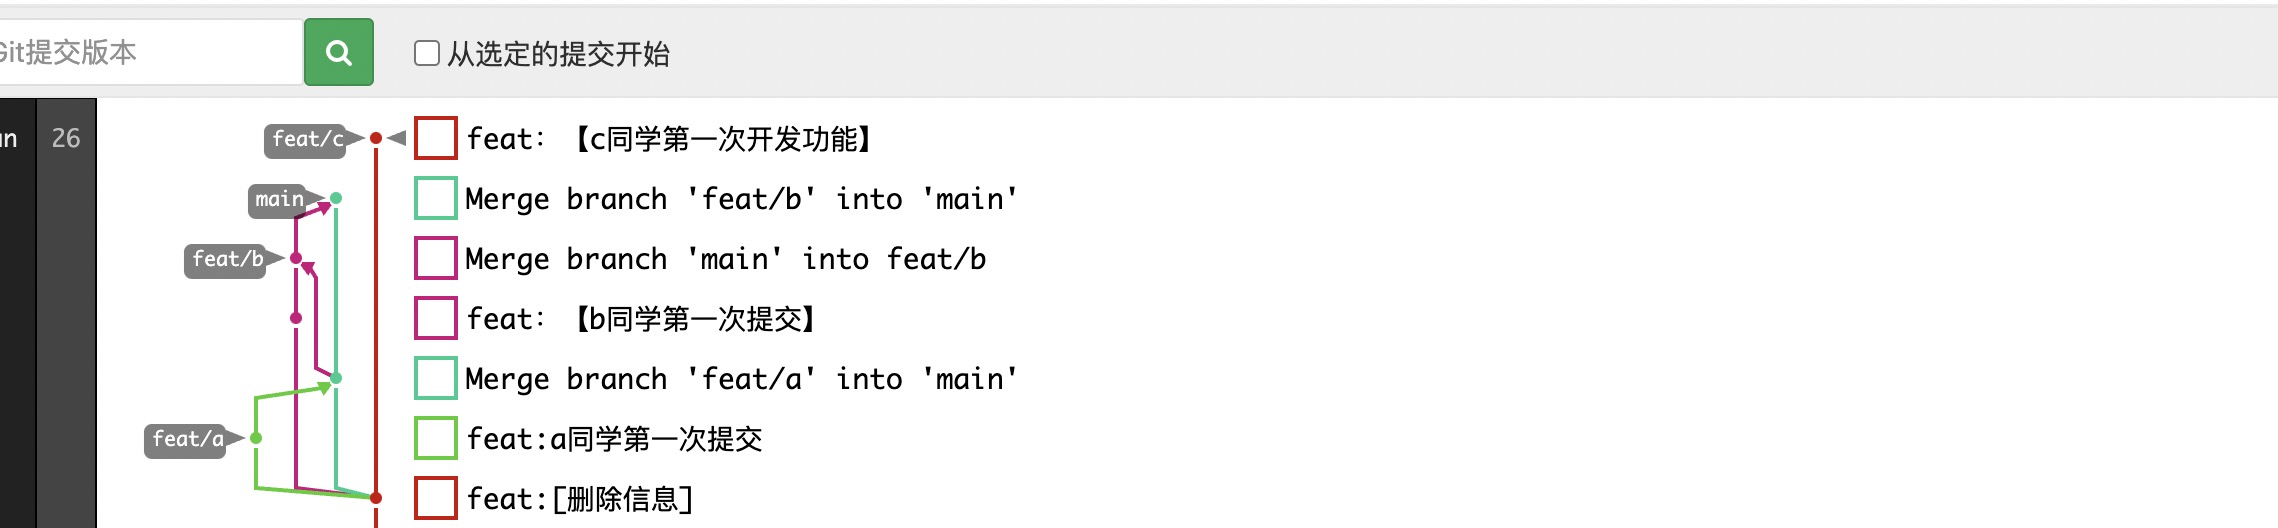 Git提交版本
从选定的提交开始
26
feat/c
feat: 【c同学第一次开发功能】
main
Merge branch 'feat/b' into 'main'
feat/b
Merge branch 'main' into feat/b
feat: 【b同学第一次提交】
Merge branch 'feat/a' into 'main'
feat/a
feat:a同学第一次提交
feat:[删除信息]